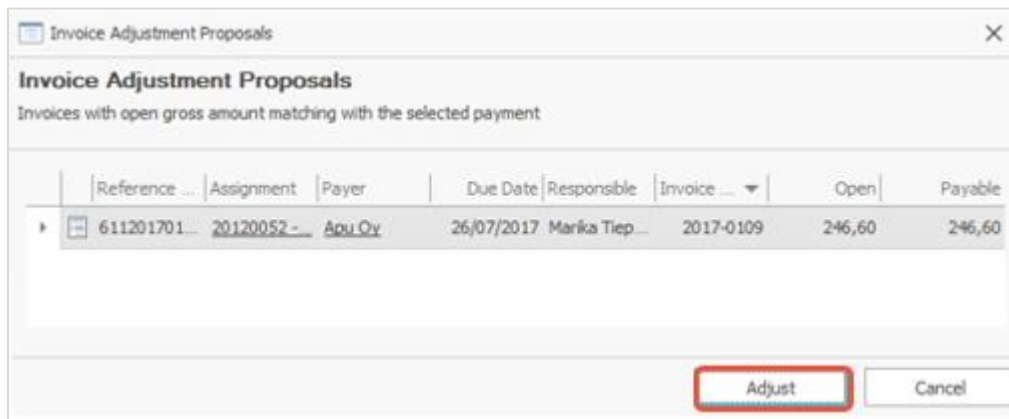 Invoice Adjustment Proposals
Invoice Adjustment Proposals
Invoices with open gross amount matching with the selected payment
Reference ... Assignment Payer Due Date Responsible Invoice ... Open Payable
611201701... 20120052 -... Apu Oy 26/07/2017 Marika Tiep... 2017-0109 246,60 246,60
Adjust Cancel